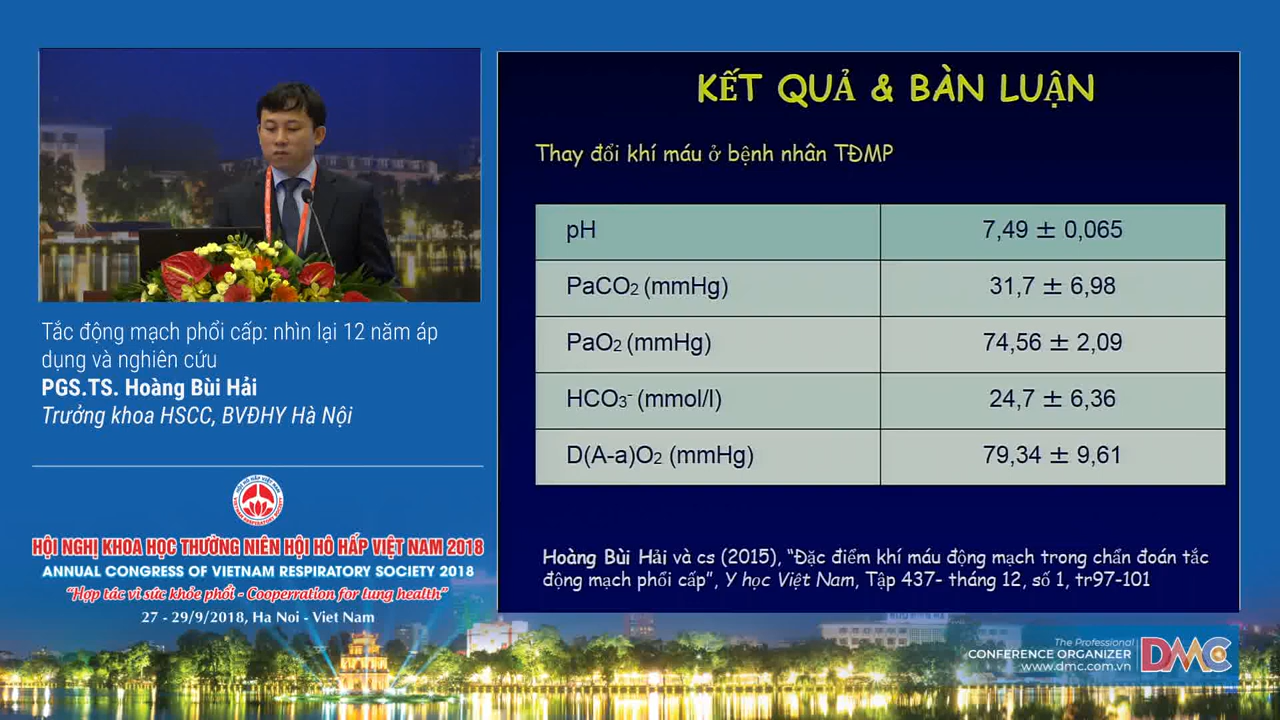 KẾT QUẢ & BÀN LUẬN
Thay đổi khí máu ở bệnh nhân TĐMP
pH 7,49 ± 0,065
PaCO2 (mmHg) 31,7 ± 6,98
PaO2 (mmHg) 74,56 ± 2,09
HCO3- (mmol/l) 24,7 ± 6,36
D(A-a)O2 (mmHg) 79,34 ± 9,61
Hoàng Bùi Hải và cs (2015), “Đặc điểm khí máu động mạch trong chẩn đoán tắc
động mạch phổi cấp”, Y học Việt Nam, Tập 437- tháng 12, số 1, tr97-101
Tắc động mạch phổi cấp: nhìn lại 12 năm áp
dụng và nghiên cứu
PGS.TS. Hoàng Bùi Hải
Trưởng khoa HSCC, BVĐHY Hà Nội
HỘI NGHỊ KHOA HỌC THƯỜNG NIÊN HỘI HÔ HẤP VIỆT NAM 2018
ANNUAL CONGRESS OF VIETNAM RESPIRATORY SOCIETY 2018
“Hợp tác vì sức khỏe phổi - Cooperration for lung health”
27 - 29/9/2018, Ha Noi - Viet Nam
The Professional
CONFERENCE ORGANIZER
www.dmc.com.vn
DMC